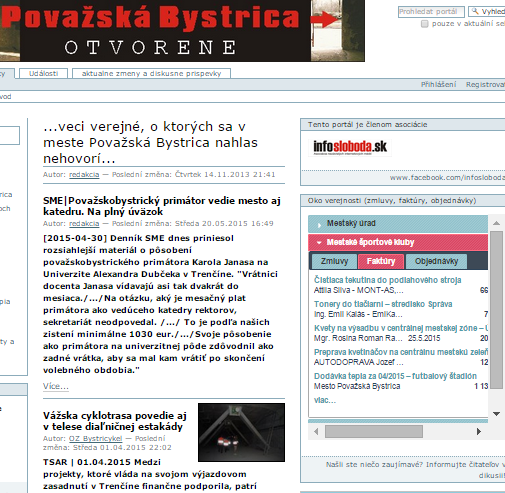 Považská Bystrica
OTVORENE
Prohledat portál
Vyhled
pouze v aktuální se
Události
aktualne zmeny a diskusne prispevky
Přihlášení
Registrovat
vod
...veci verejné, o ktorých sa v
meste Považská Bystrica nahlas
nehovorí...
Autor: redakcia — Poslední změna: Čtvrtek 14.11.2013 21:41
SME|Považskobystrický primátor vedie mesto aj
katedru. Na plný úväzok
Autor: redakcia — Poslední změna: Středa 20.05.2015 16:49
[2015-04-30] Denník SME dnes priniesol
rozsiahlejší materiál o pôsobení
považskobystrického primátora Karola Janasa na
Univerzite Alexandra Dubčeka v Trenčíne. "Vrátnici
docenta Janasa vídavajú asi tak dvakrát do
mesiaca./.../Na otázku, aký je mesačný plat
primátora ako vedúceho katedry rektorov,
sekretariát neodpovedal. /.../ To je podľa našich
zistení minimálne 1030 eur./.../Svoje pôsobenie
ako primátora na univerzitnej pôde zdôvodnil ako
zadné vrátka, aby sa mal kam vrátiť po skončení
volebného obdobia."
Více...
Vážska cyklotrasa povedie aj
v telese diaľničnej estakády
Autor: OZ Bystricykel — Poslední
změna: Středa 01.04.2015 22:02
TSAR | 01.04.2015 Medzi
projekty, ktoré vláda na svojom výjazdovom
zasadnutí v Trenčíne finančne podporila, patrí
Tento portál je členom asociácie
infosloboda.sk
www.facebook.com/infosloboda
Oko verejnosti (zmluvy, faktúry, objednávky)
Mestský úrad
Mestské športové kluby
Zmluvy
Faktúry
Objednávky
Čistiaca tekutina do podlahového stroja
Attila Sliva - MONT-AS,...
66
Tonery do tlačiarni – stredisko Správa
Ing. Emil Kalás - EmiKa...
7
Kvety na výsadbu v centrálnej mestskej zóne – U
Mgr. Rosina Roman Ra... 25.5.2015
20
Preprava kvetináčov na centrálnu mestskú zeleň
AUTODOPRAVA Jozef ...
Dodávka tepla za 04/2015 – futbalový štadión
Mesto Považská Bystrica
1 13
viac...
Našli ste niečo zaujímavé? Informujte čitateľov v
diskusii